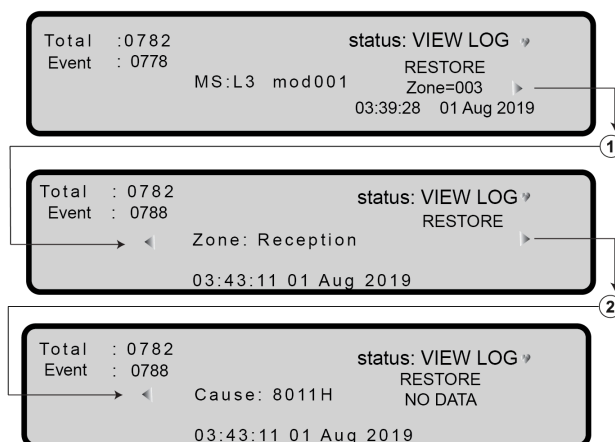 Total :0782 status: VIEW LOG
Event : 0778 RESTORE
MS:L3 mod001 Zone=003
03:39:28 01 Aug 2019
1
Total : 0782 status: VIEW LOG
Event : 0788 RESTORE
Zone: Reception
03:43:11 01 Aug 2019
2
Total : 0782 status: VIEW LOG
Event : 0788 RESTORE
Cause: 8011H NO DATA
03:43:11 01 Aug 2019